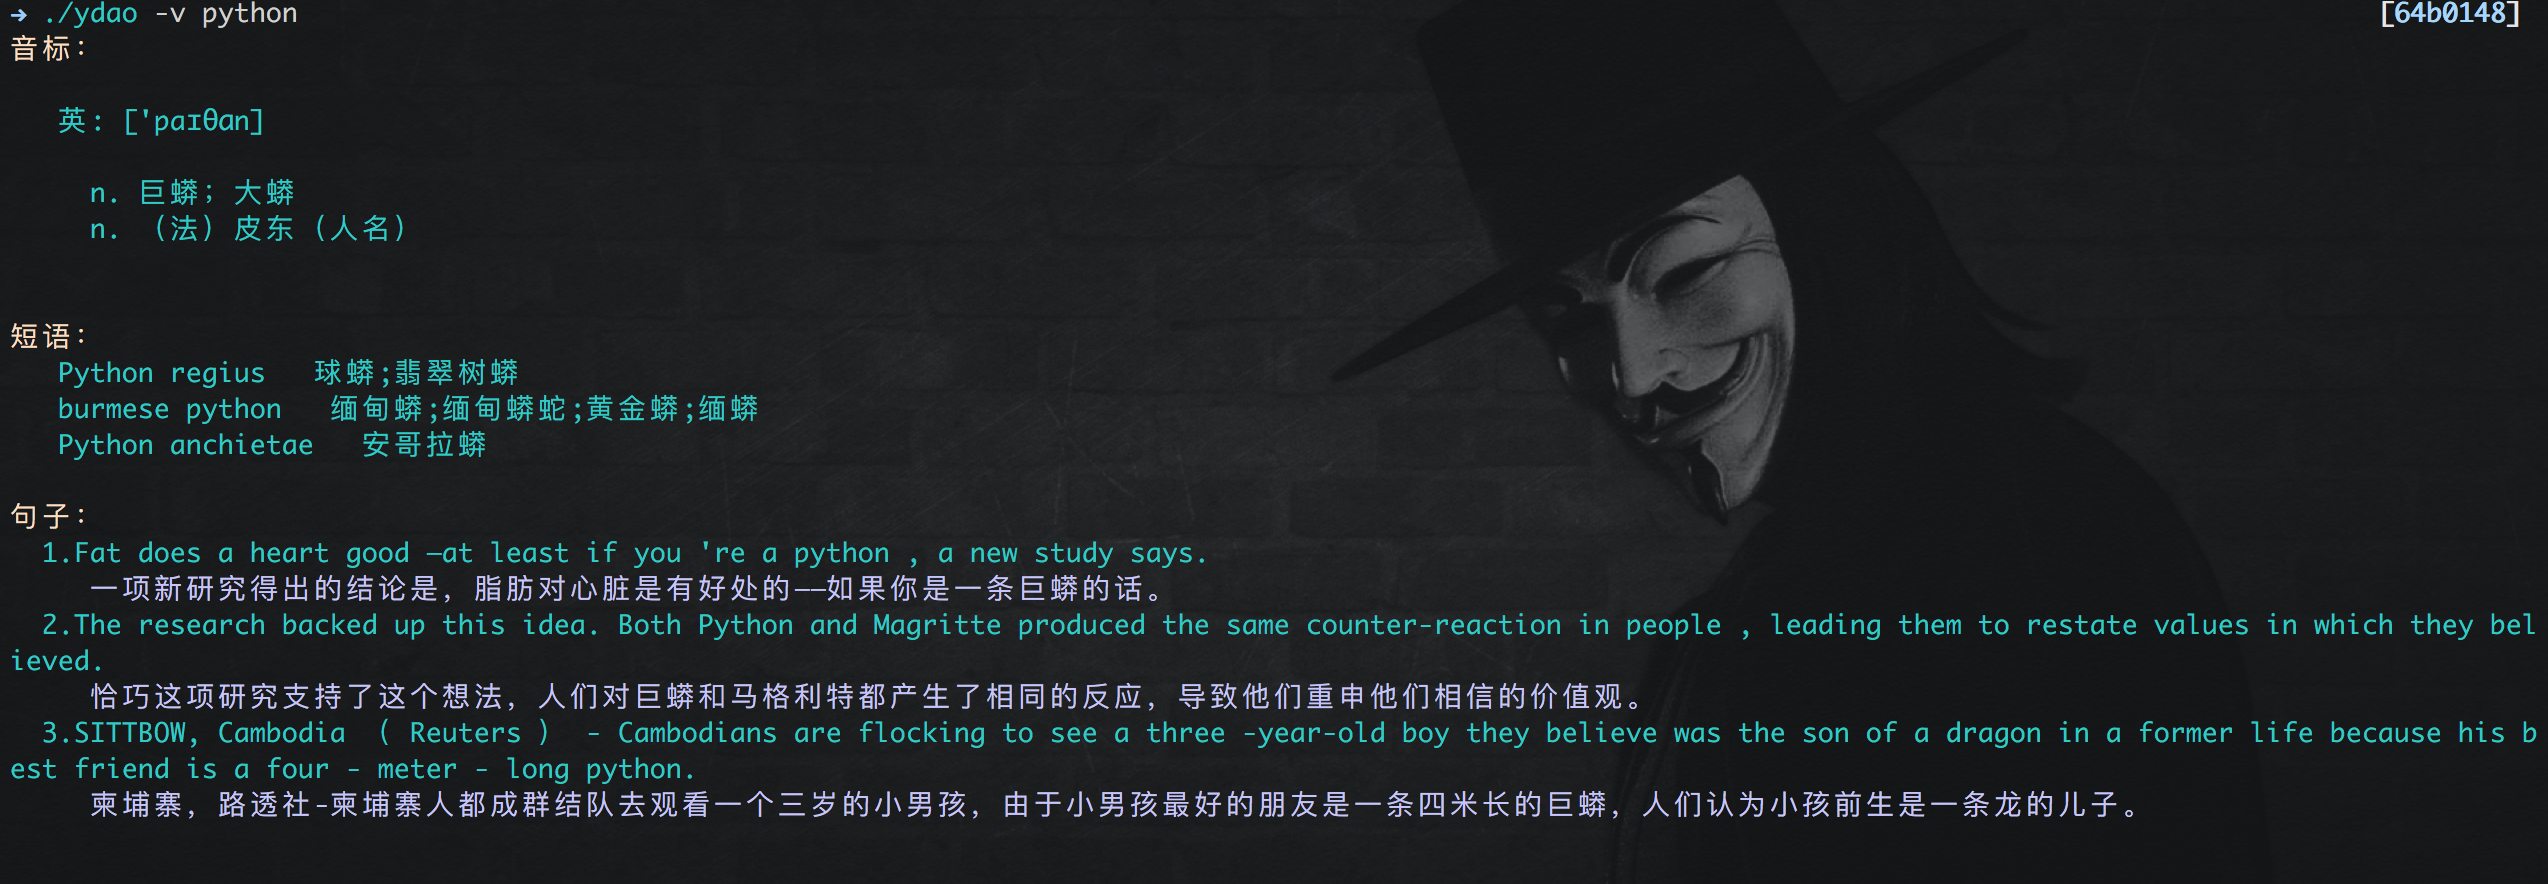 → ./ydao -v python [64b0148]
音标：
英: ['paɪθən]
n. 巨蟒；大蟒
n. （法）皮东（人名）
短语：
Python regius 球蟒;翡翠树蟒
burmese python 缅甸蟒;缅甸蟒蛇;黄金蟒;缅蟒
Python anchietae 安哥拉蟒
句子：
1.Fat does a heart good —at least if you 're a python , a new study says.
一项新研究得出的结论是，脂肪对心脏是有好处的——如果你是一条巨蟒的话。
2.The research backed up this idea. Both Python and Magritte produced the same counter-reaction in people , leading them to restate values in which they bel
ieved.
恰巧这项研究支持了这个想法，人们对巨蟒和马格利特都产生了相同的反应，导致他们重申他们相信的价值观。
3.SITTBOW, Cambodia （ Reuters ） - Cambodians are flocking to see a three -year-old boy they believe was the son of a dragon in a former life because his b
est friend is a four - meter - long python.
柬埔寨，路透社-柬埔寨人都成群结队去观看一个三岁的小男孩，由于小男孩最好的朋友是一条四米长的巨蟒，人们认为小孩前生是一条龙的儿子。